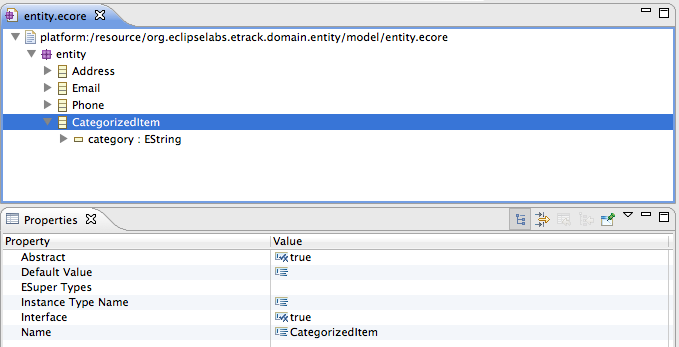 entity.ecore
platform:/resource/org.eclipselabs.etrack.domain.entity/model/entity.ecore
entity
Address
Email
Phone
CategorizedItem
category : EString
Properties
Property Value
Abstract true
Default Value
ESuper Types
Instance Type Name
Interface true
Name CategorizedItem